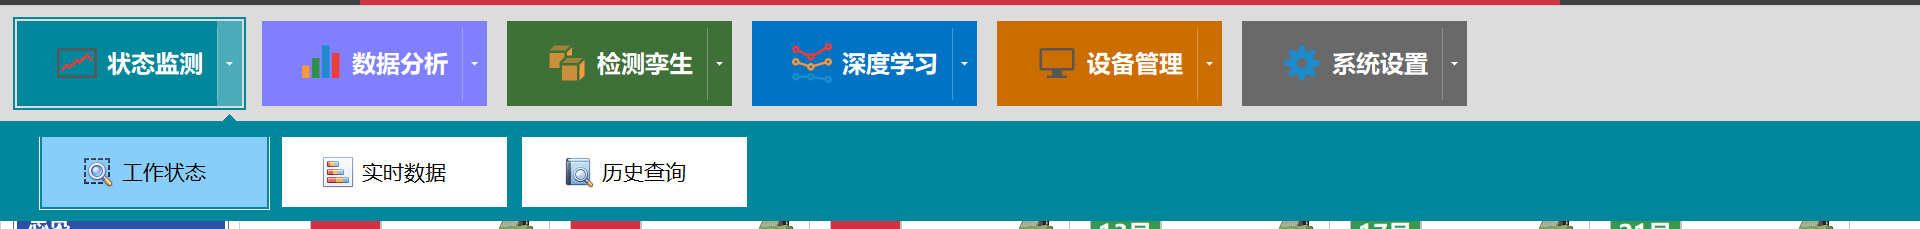 状态监测
数据分析
检测孪生
深度学习
设备管理
系统设置
工作状态
实时数据
历史查询